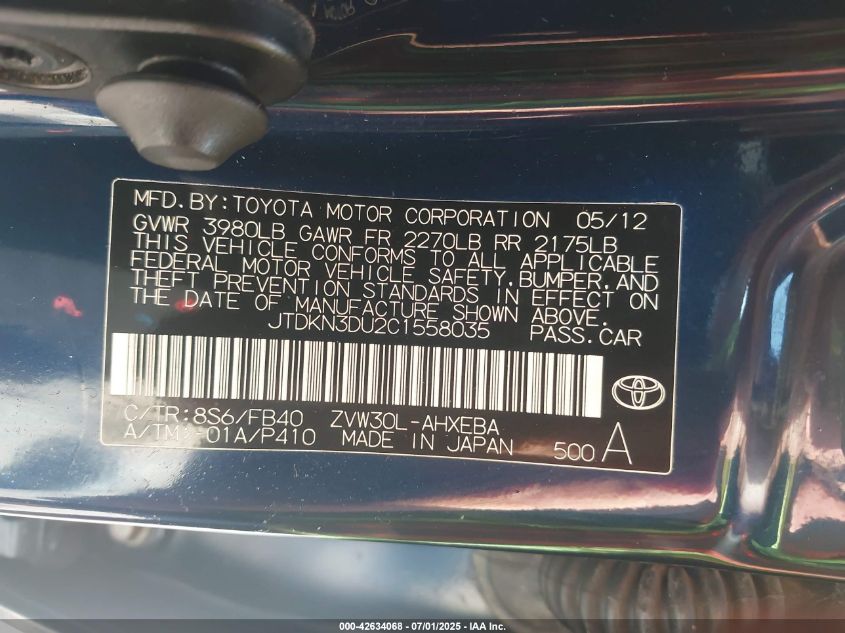 MFD.BY:TOYOTA MOTOR CORPORATION 05/12
GVWR 3980LB GAWR FR 2270LB RR 2175LB
THIS VEHICLE CONFORMS TO ALL APPLICABLE
FEDERAL MOTOR VEHICLE SAFETY,BUMPER,AND
THEFT PREVENTION STANDARDS IN EFFECT ON
THE DATE OF MANUFACTURE SHOWN ABOVE.
JTDKN3DU2C1558035 PASS.CAR
C/TR:8S6/FB40 ZVW30L-AHXEBA
A/TM:-01A/P410 MADE IN JAPAN 500 A
000-42634068 - 07/01/2025 - IAA Inc.